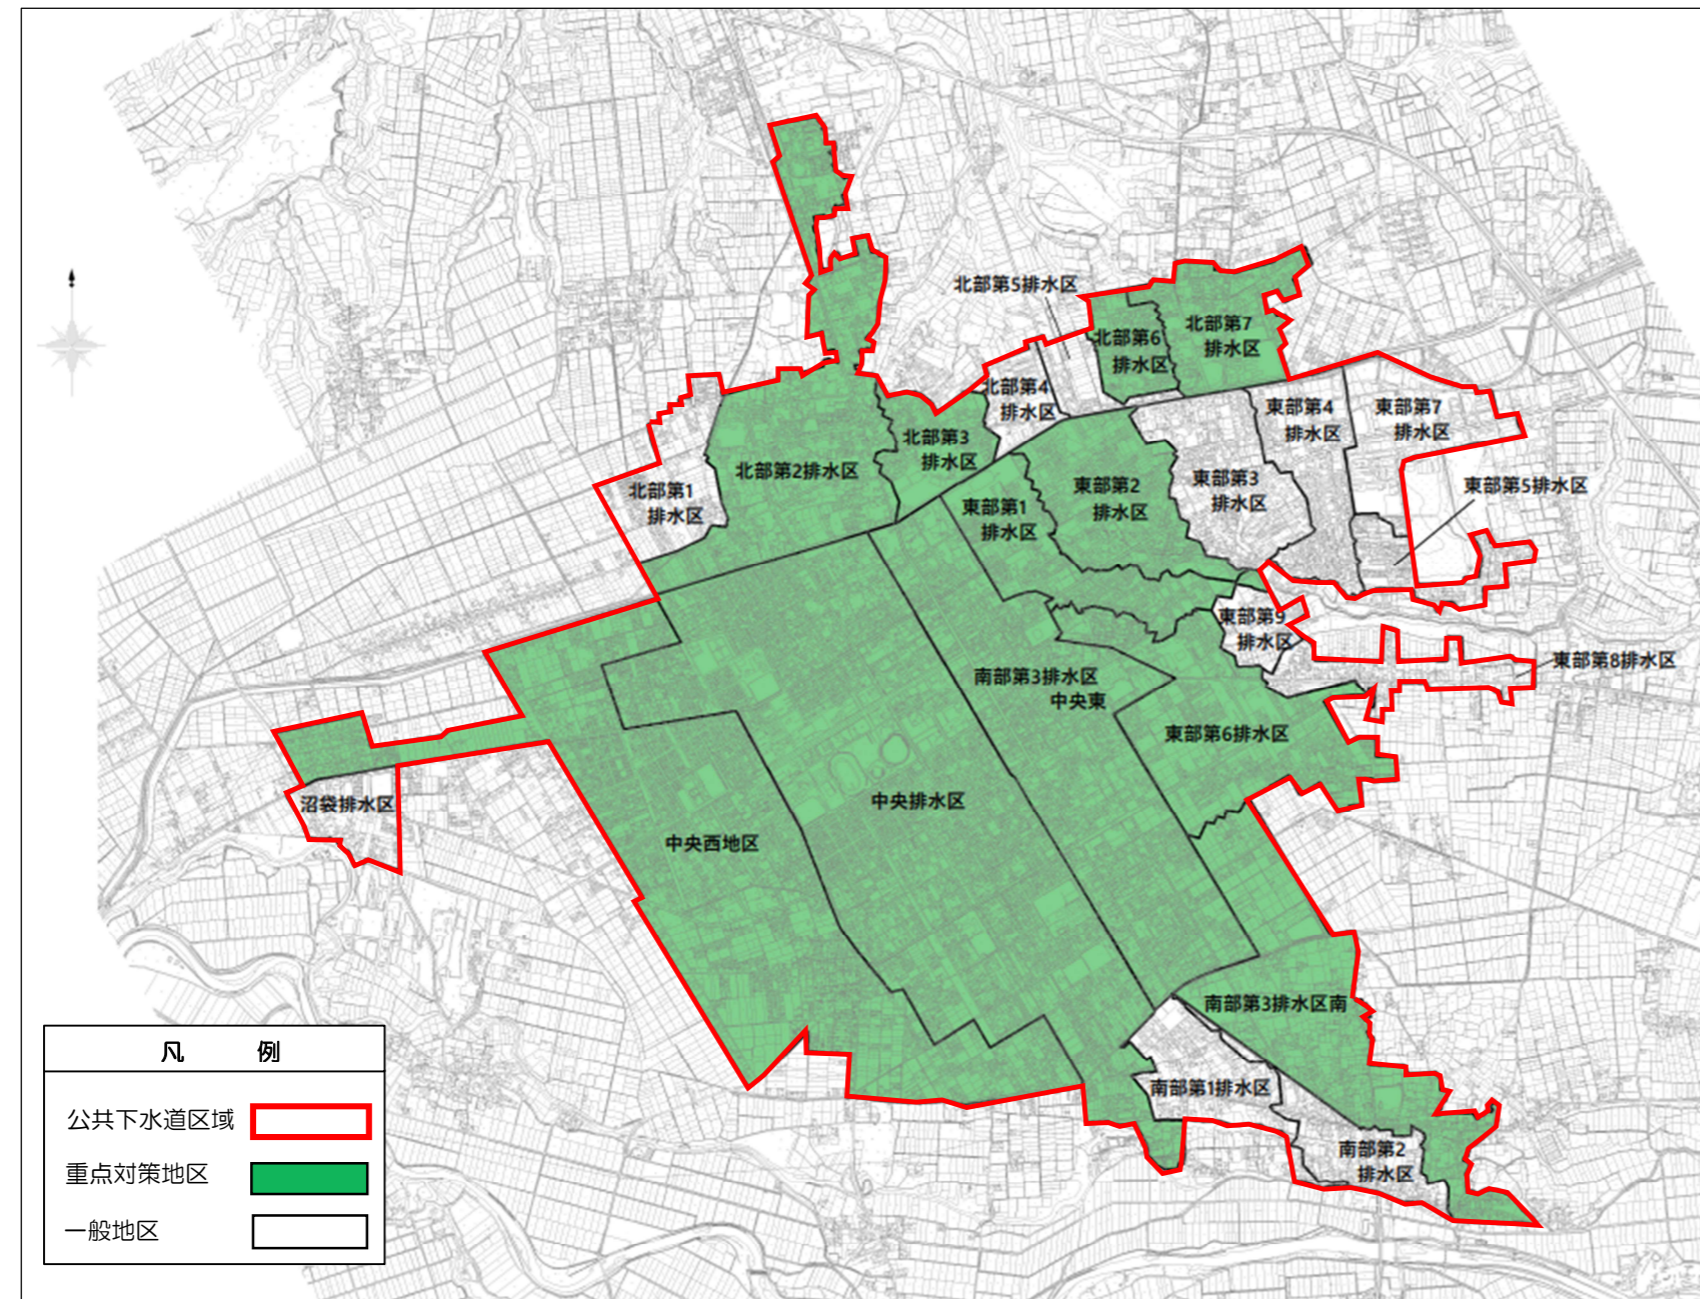 北部第5排水区
北部第6
排水区
北部第7
排水区
北部第4
排水区
東部第4
排水区
東部第7
排水区
北部第3
排水区
北部第2排水区
北部第1
排水区
東部第1
排水区
東部第2
排水区
東部第3
排水区
東部第5排水区
東部第9
排水区
東部第8排水区
南部第3排水区
中央東
東部第6排水区
沼袋排水区
中央西地区
中央排水区
南部第3排水区南
南部第1排水区
南部第2
排水区
凡 例
公共下水道区域
重点対策地区
一般地区